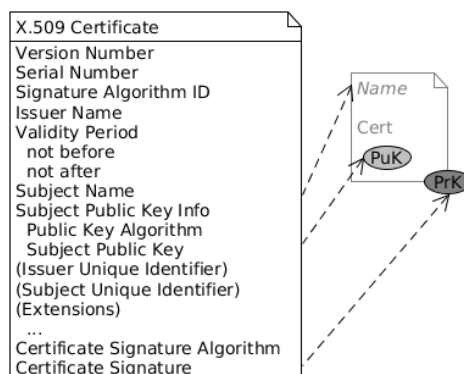 X.509 Certificate
Version Number
Serial Number
Signature Algorithm ID
Issuer Name
Validity Period
not before
not after
Subject Name
Subject Public Key Info
Public Key Algorithm
Subject Public Key
(Issuer Unique Identifier)
(Subject Unique Identifier)
(Extensions)
...
Certificate Signature Algorithm
Certificate Signature
Name
Cert
PuK
PrK